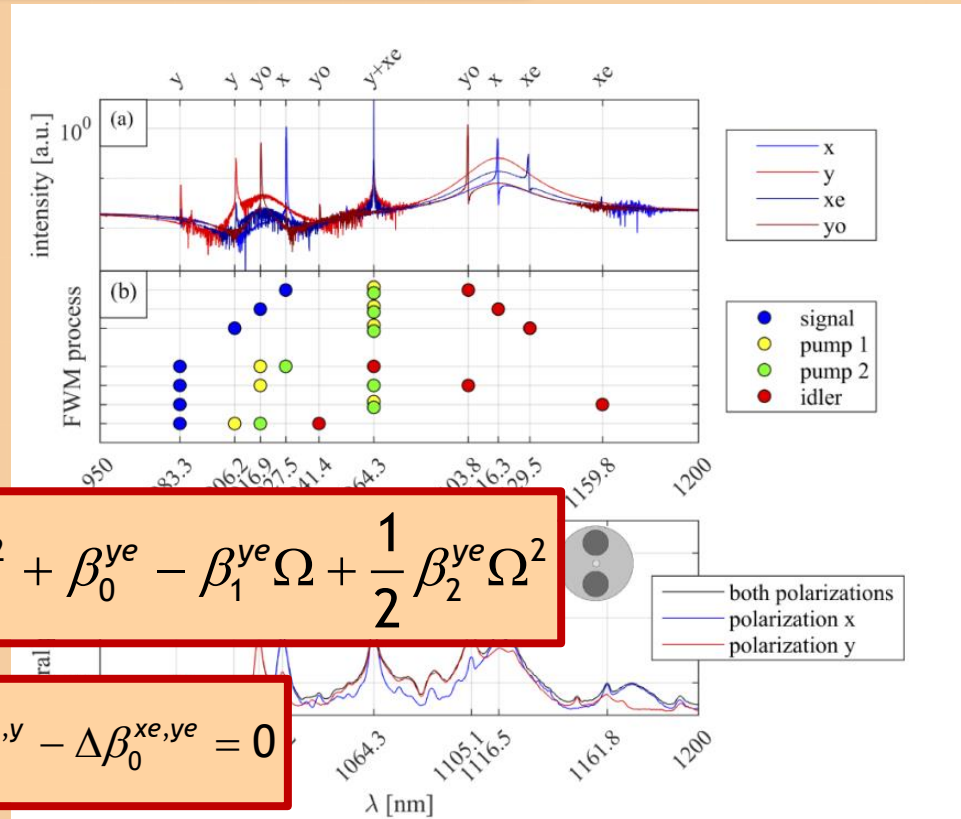 y y yo x yo y+xe yo x xe xe
intensity [a.u.]
10⁰
(a)
x
y
xe
yo
FWM process
(b)
signal
pump 1
pump 2
idler
950 1064.3 1159.8 1200
+ β₀^{ye} − β₁^{ye}Ω + 1/2 β₂^{ye}Ω²
both polarizations
polarization x
polarization y
− Δβ₀^{xe,ye} = 0
1064.3 1105.1 1116.5 1161.8 1200
λ [nm]